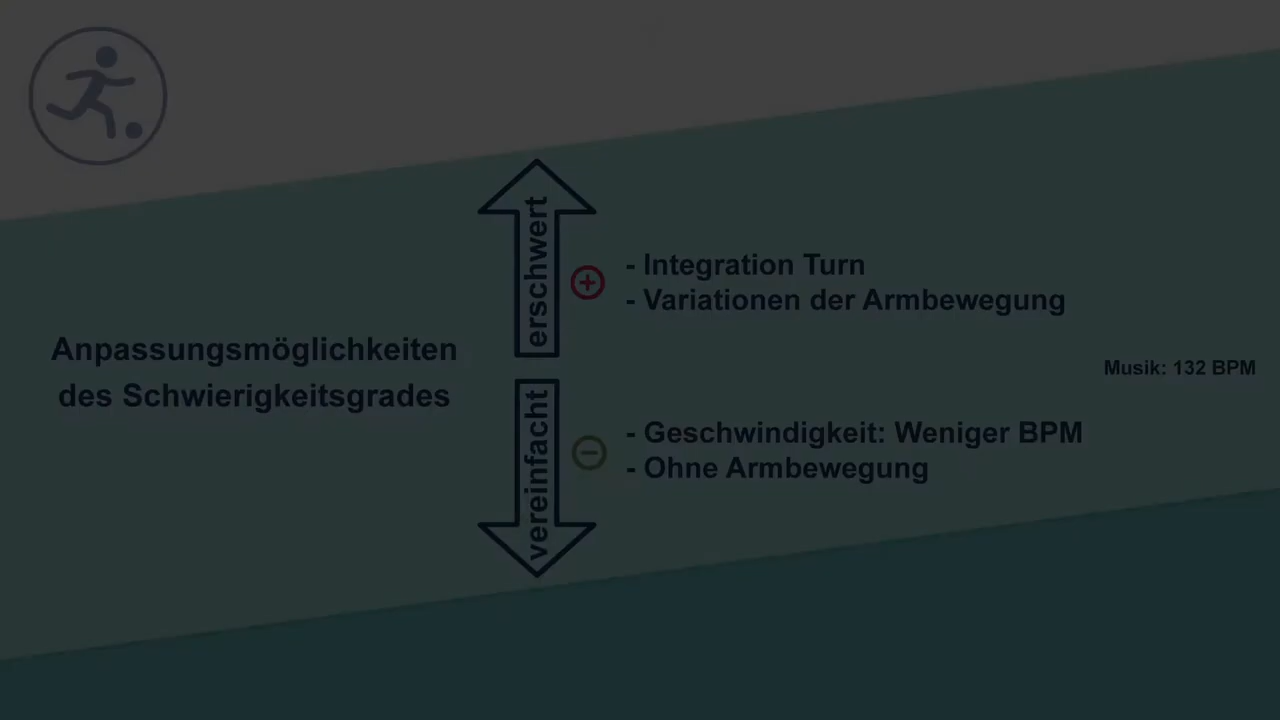 Anpassungsmöglichkeiten
des Schwierigkeitsgrades
erschwert
- Integration Turn
- Variationen der Armbewegung
Musik: 132 BPM
vereinfacht
- Geschwindigkeit: Weniger BPM
- Ohne Armbewegung